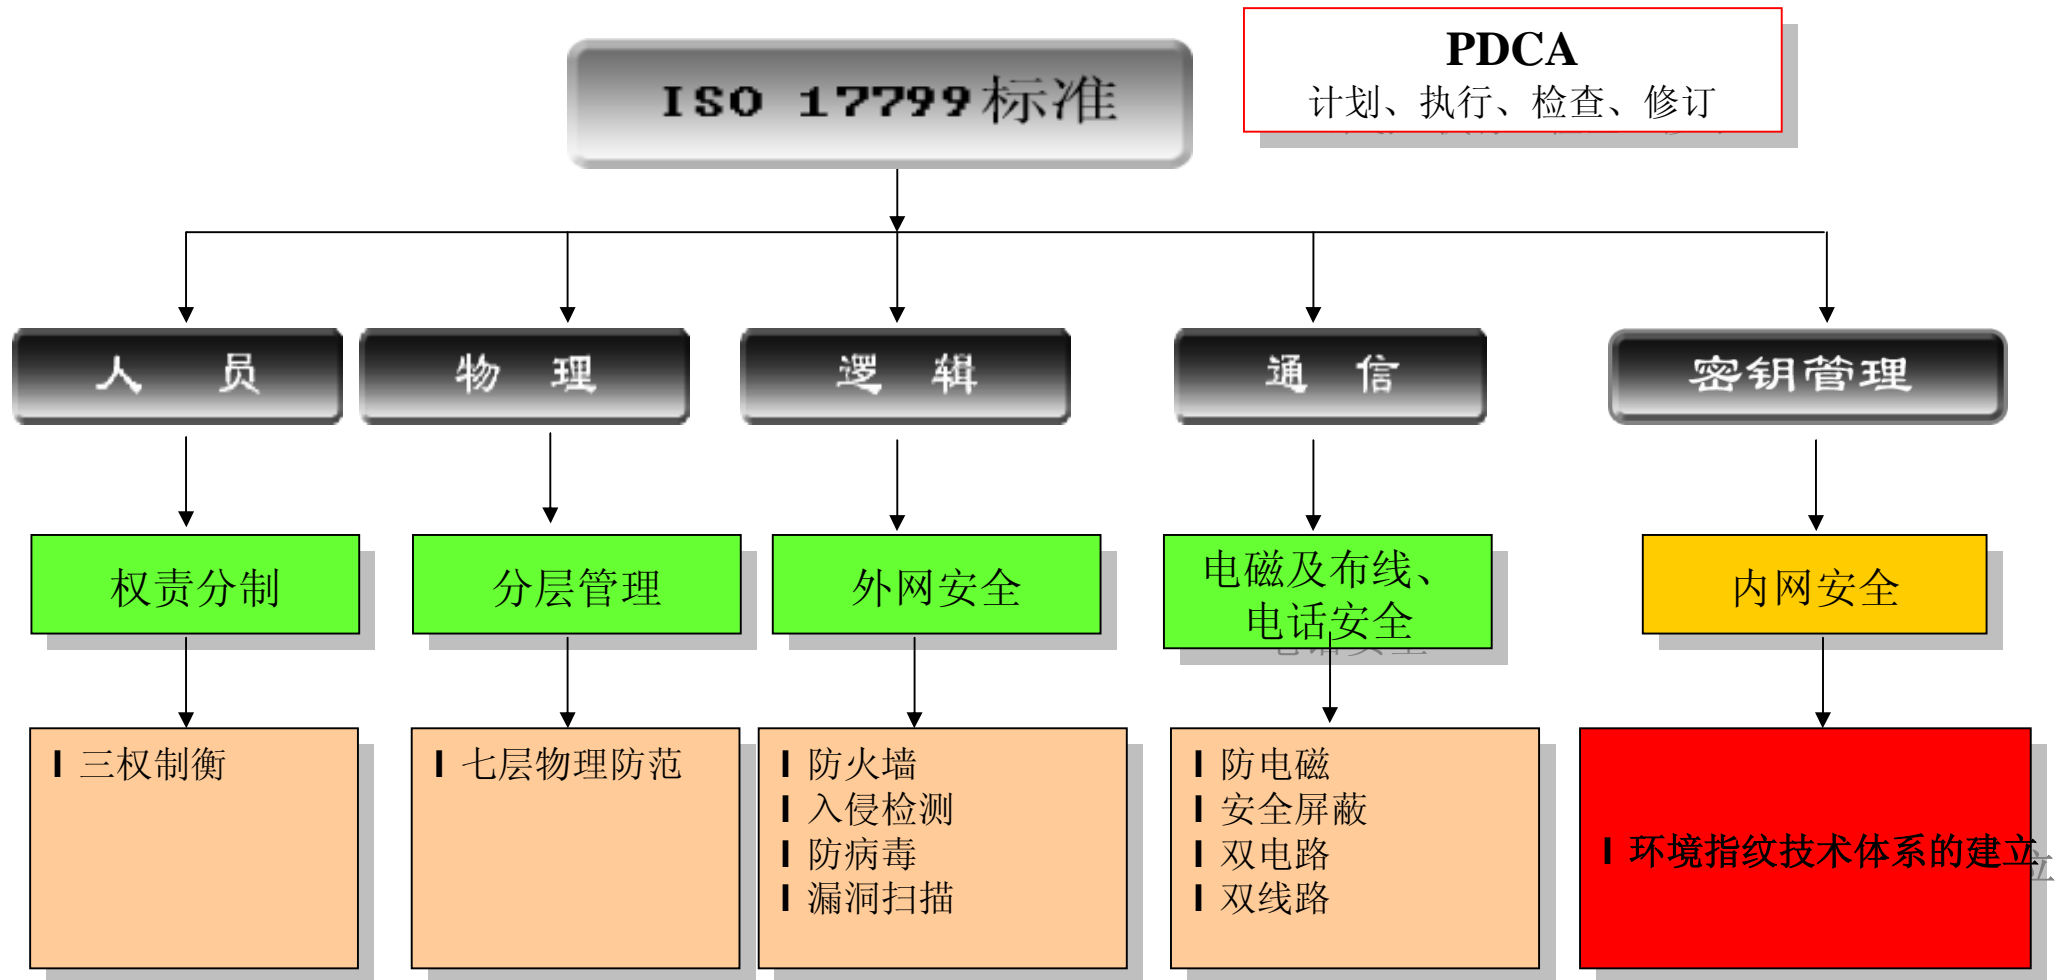 ISO 17799标准
PDCA
计划、执行、检查、修订
人 员
物 理
逻 辑
通 信
密钥管理
权责分制
分层管理
外网安全
电磁及布线、
电话安全
内网安全
三权制衡
七层物理防范
防火墙
入侵检测
防病毒
漏洞扫描
防电磁
安全屏蔽
双电路
双线路
环境指纹技术体系的建立